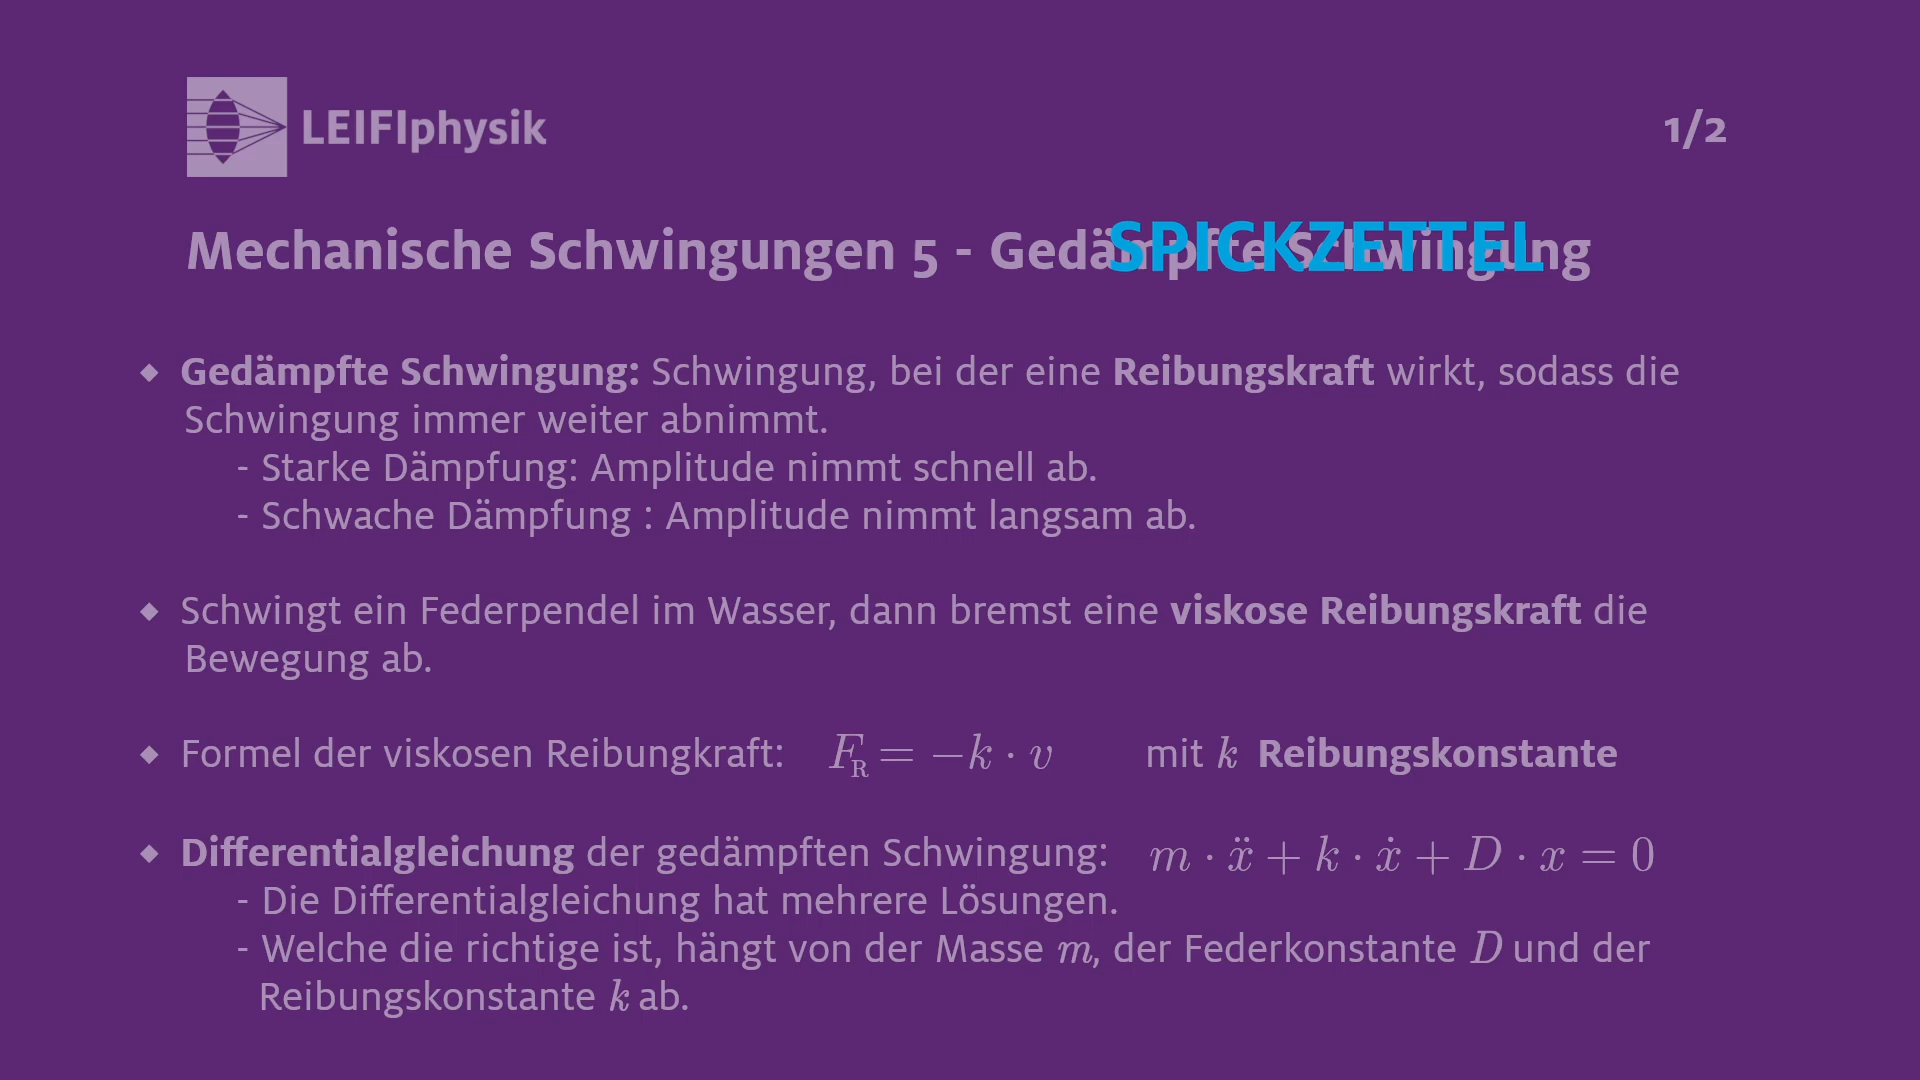 LEIFIphysik
1/2
Mechanische Schwingungen 5 - Gedämpfte Schwingung
SPICKZETTEL
◆ Gedämpfte Schwingung: Schwingung, bei der eine Reibungskraft wirkt, sodass die
Schwingung immer weiter abnimmt.
- Starke Dämpfung: Amplitude nimmt schnell ab.
- Schwache Dämpfung : Amplitude nimmt langsam ab.
◆ Schwingt ein Federpendel im Wasser, dann bremst eine viskose Reibungskraft die
Bewegung ab.
◆ Formel der viskosen Reibungkraft: F_R = −k · v mit k Reibungskonstante
◆ Differentialgleichung der gedämpften Schwingung: m · ẍ + k · ẋ + D · x = 0
- Die Differentialgleichung hat mehrere Lösungen.
- Welche die richtige ist, hängt von der Masse m, der Federkonstante D und der
Reibungskonstante k ab.